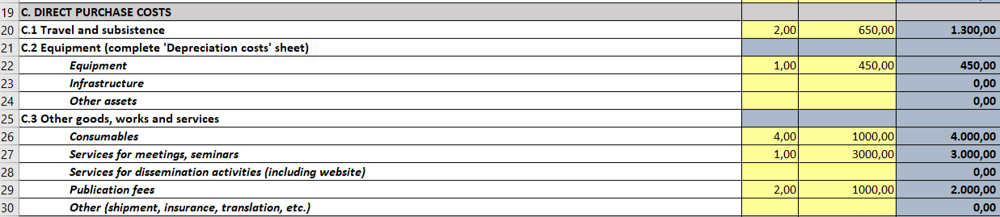 19 C. DIRECT PURCHASE COSTS
20 C.1 Travel and subsistence 2,00 650,00 1.300,00
21 C.2 Equipment (complete 'Depreciation costs' sheet)
22 Equipment 1,00 450,00 450,00
23 Infrastructure 0,00
24 Other assets 0,00
25 C.3 Other goods, works and services
26 Consumables 4,00 1000,00 4.000,00
27 Services for meetings, seminars 1,00 3000,00 3.000,00
28 Services for dissemination activities (including website) 0,00
29 Publication fees 2,00 1000,00 2.000,00
30 Other (shipment, insurance, translation, etc.) 0,00